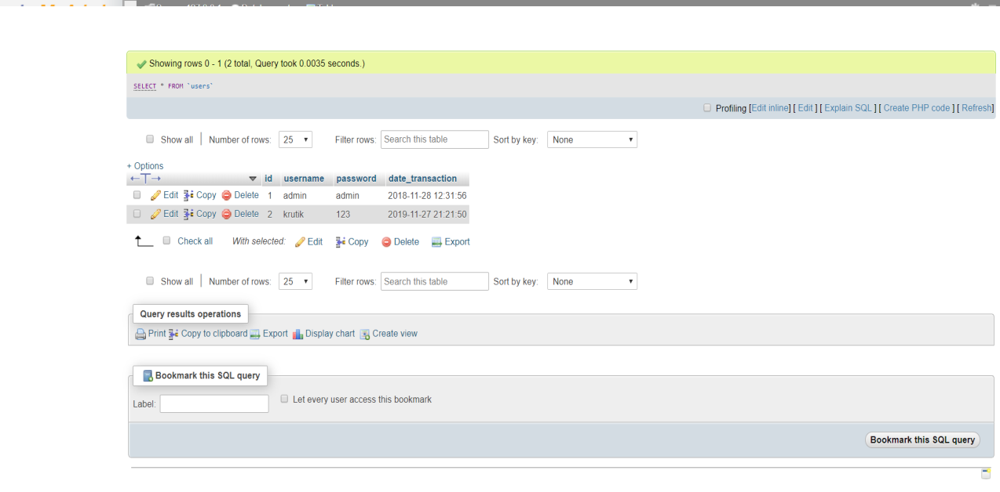 Showing rows 0 - 1 (2 total, Query took 0.0035 seconds.)
SELECT * FROM `users`
Profiling [Edit inline] [ Edit ] [ Explain SQL ] [ Create PHP code ] [ Refresh]
Show all Number of rows: 25 Filter rows: Search this table Sort by key: None
+ Options
←T→ id username password date_transaction
Edit Copy Delete 1 admin admin 2018-11-28 12:31:56
Edit Copy Delete 2 krutik 123 2019-11-27 21:21:50
Check all With selected: Edit Copy Delete Export
Show all Number of rows: 25 Filter rows: Search this table Sort by key: None
Query results operations
Print Copy to clipboard Export Display chart Create view
Bookmark this SQL query
Label: Let every user access this bookmark
Bookmark this SQL query